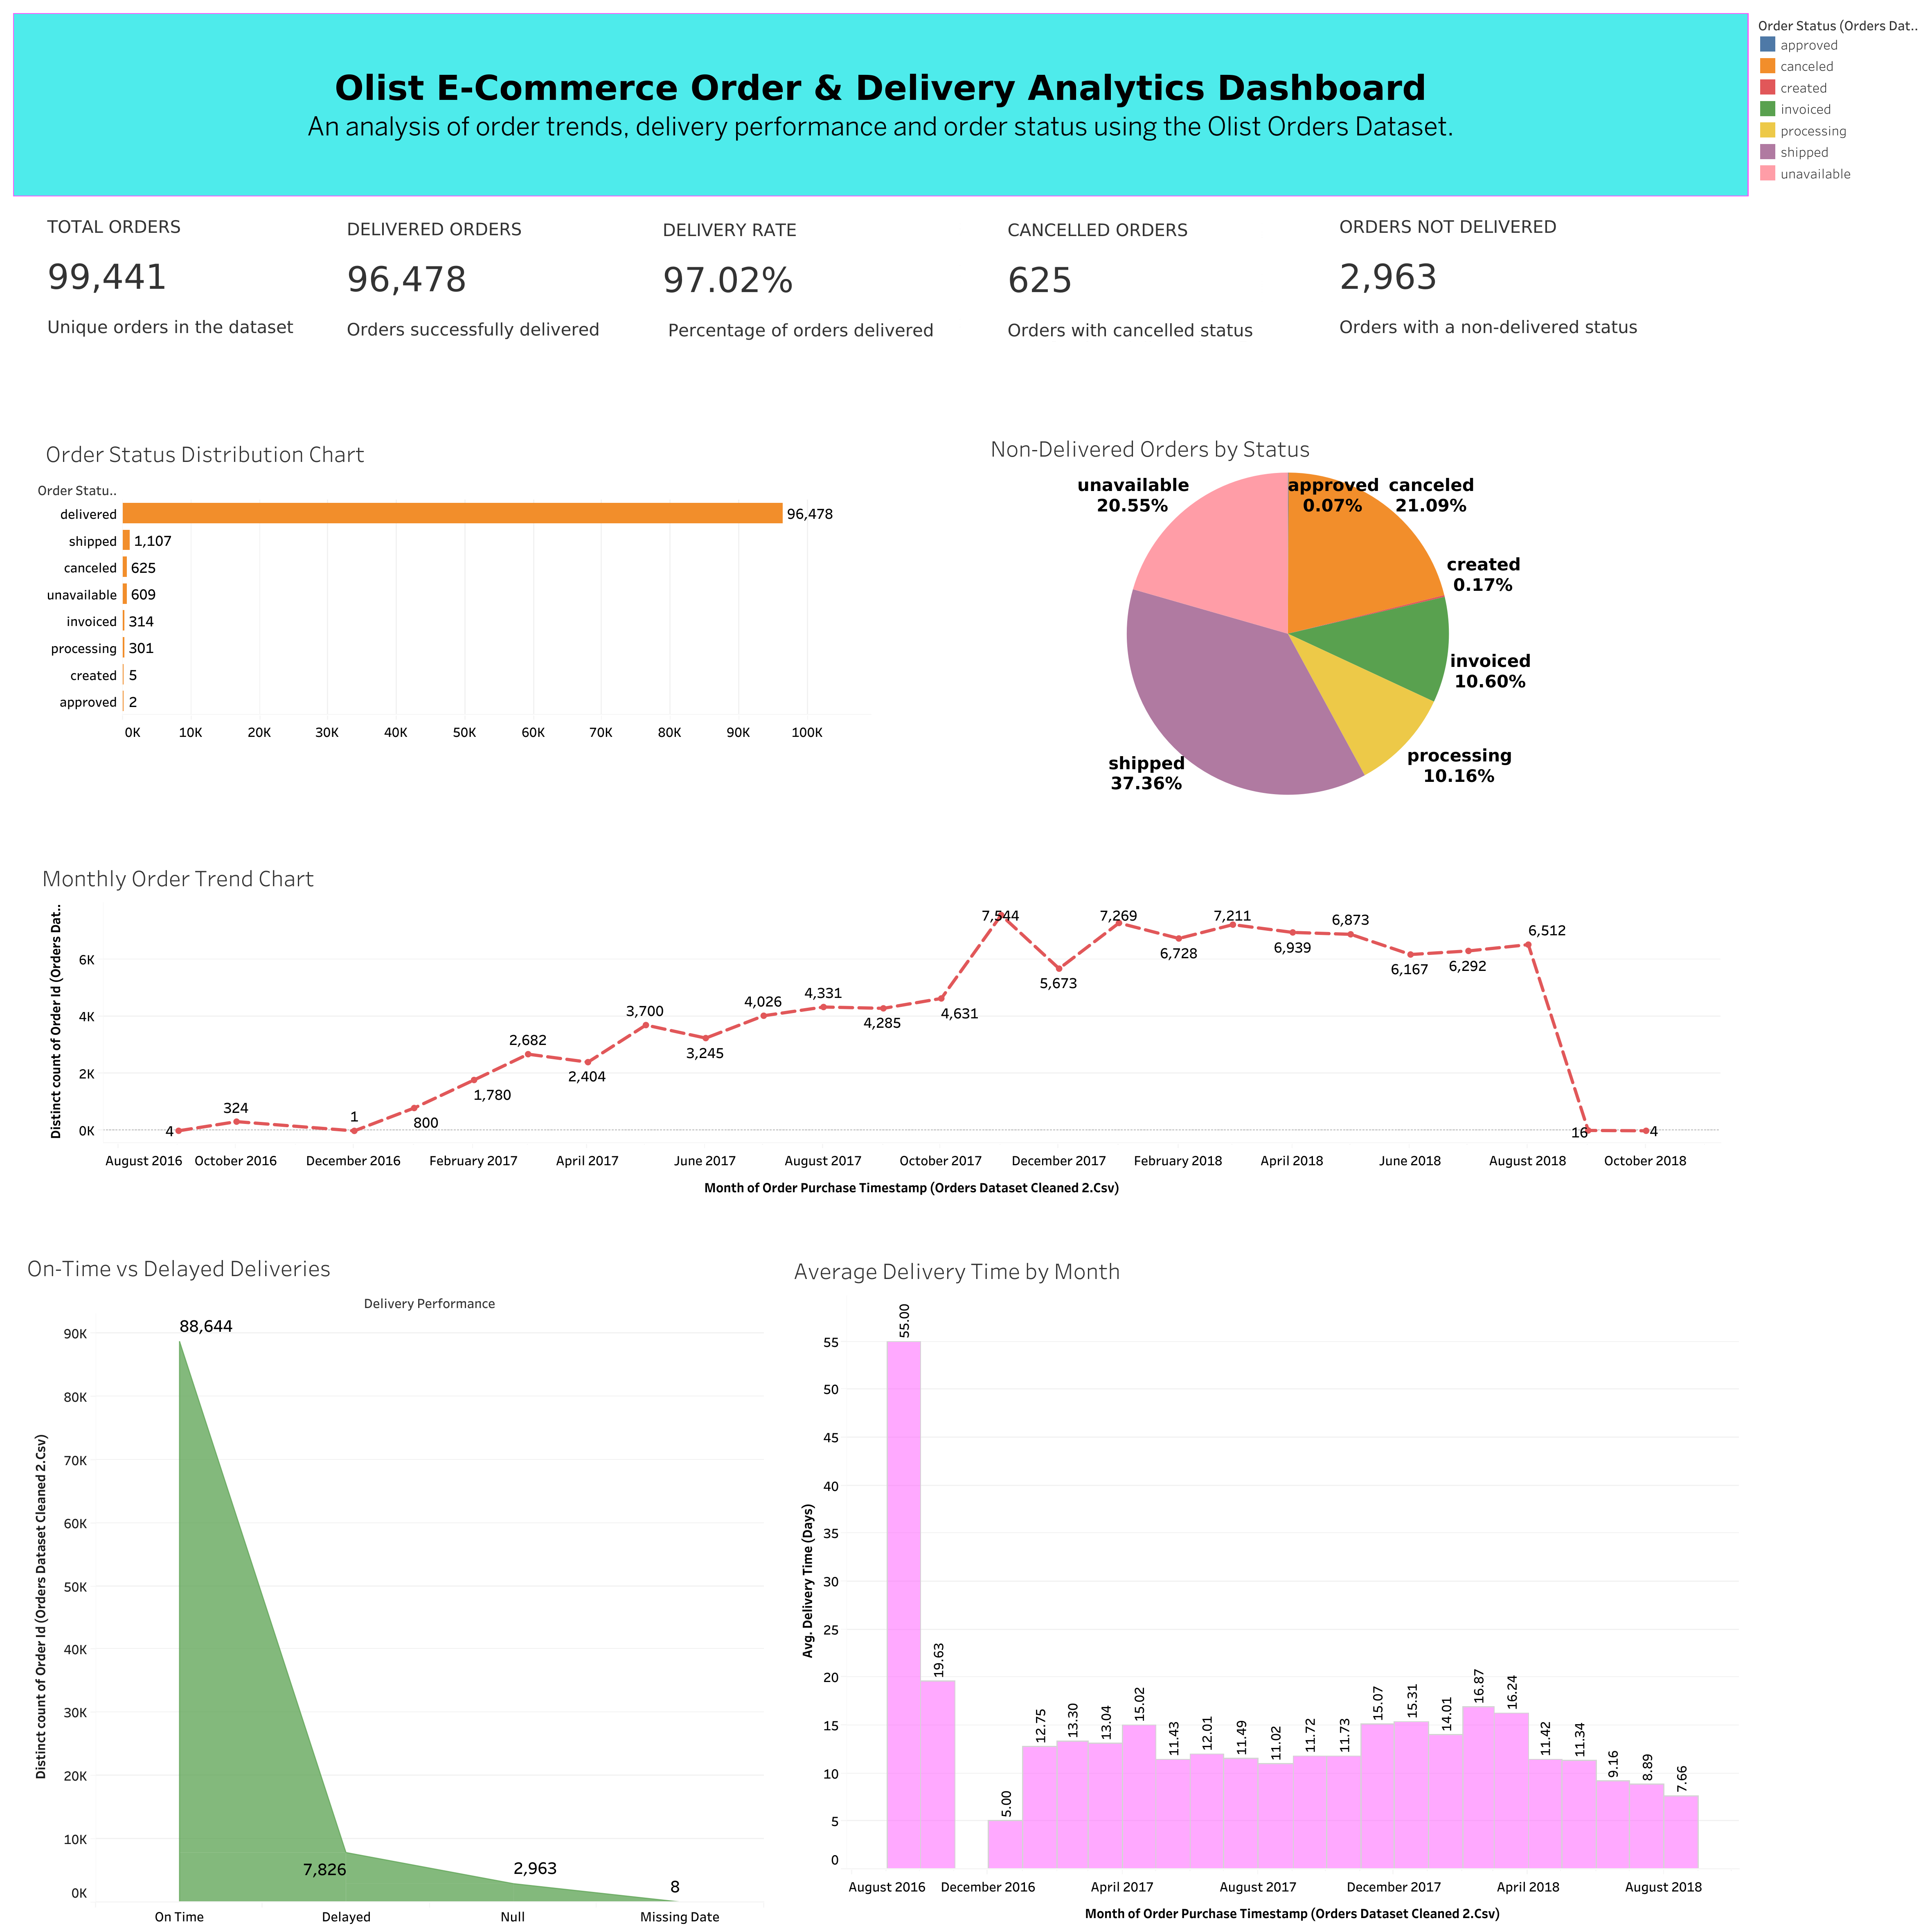 Olist E-Commerce Order & Delivery Analytics Dashboard
An analysis of order trends, delivery performance and order status using the Olist Orders Dataset.
Order Status (Orders Dat..
approved
canceled
created
invoiced
processing
shipped
unavailable
TOTAL ORDERS
99,441
Unique orders in the dataset
DELIVERED ORDERS
96,478
Orders successfully delivered
DELIVERY RATE
97.02%
Percentage of orders delivered
CANCELLED ORDERS
625
Orders with cancelled status
ORDERS NOT DELIVERED
2,963
Orders with a non-delivered status
Order Status Distribution Chart
Order Statu..
delivered 96,478
shipped 1,107
canceled 625
unavailable 609
invoiced 314
processing 301
created 5
approved 2
0K 10K 20K 30K 40K 50K 60K 70K 80K 90K 100K
Non-Delivered Orders by Status
unavailable
20.55%
approved
0.07%
canceled
21.09%
created
0.17%
invoiced
10.60%
processing
10.16%
shipped
37.36%
Monthly Order Trend Chart
Distinct count of Order Id (Orders Dat..
6K
4K
2K
0K
4
324
1
800
1,780
2,682
2,404
3,700
3,245
4,026
4,331
4,285
4,631
7,544
5,673
7,269
6,728
7,211
6,939
6,873
6,167
6,292
6,512
16
4
August 2016 October 2016 December 2016 February 2017 April 2017 June 2017 August 2017 October 2017 December 2017 February 2018 April 2018 June 2018 August 2018 October 2018
Month of Order Purchase Timestamp (Orders Dataset Cleaned 2.Csv)
On-Time vs Delayed Deliveries
Delivery Performance
Distinct count of Order Id (Orders Dataset Cleaned 2.Csv)
90K
80K
70K
60K
50K
40K
30K
20K
10K
0K
88,644
7,826
2,963
8
On Time Delayed Null Missing Date
Average Delivery Time by Month
Avg. Delivery Time (Days)
55
50
45
40
35
30
25
20
15
10
5
0
55.00
19.63
5.00
12.75
13.30
13.04
15.02
11.43
12.01
11.49
11.02
11.72
11.73
15.07
15.31
14.01
16.87
16.24
11.42
11.34
9.16
8.89
7.66
August 2016 December 2016 April 2017 August 2017 December 2017 April 2018 August 2018
Month of Order Purchase Timestamp (Orders Dataset Cleaned 2.Csv)